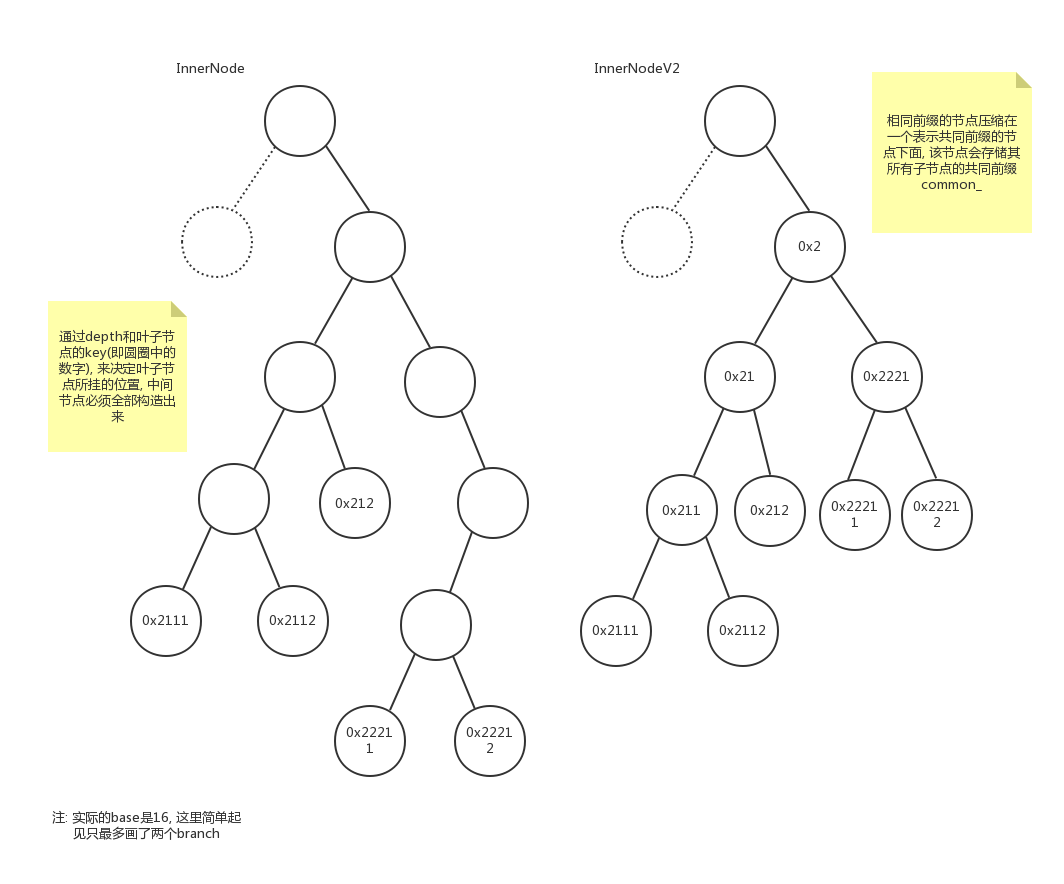 InnerNode
InnerNodeV2
相同前缀的节点压缩在
一个表示共同前缀的节
点下面, 该节点会存储其
所有子节点的共同前缀
common_
0x2
通过depth和叶子节
点的key(即圆圈中的
数字), 来决定叶子节
点所挂的位置, 中间
节点必须全部构造出
来
0x21
0x2221
0x212
0x211
0x212
0x2221
1
0x2221
2
0x2111
0x2112
0x2111
0x2112
0x2221
1
0x2221
2
注: 实际的base是16, 这里简单起
见只最多画了两个branch